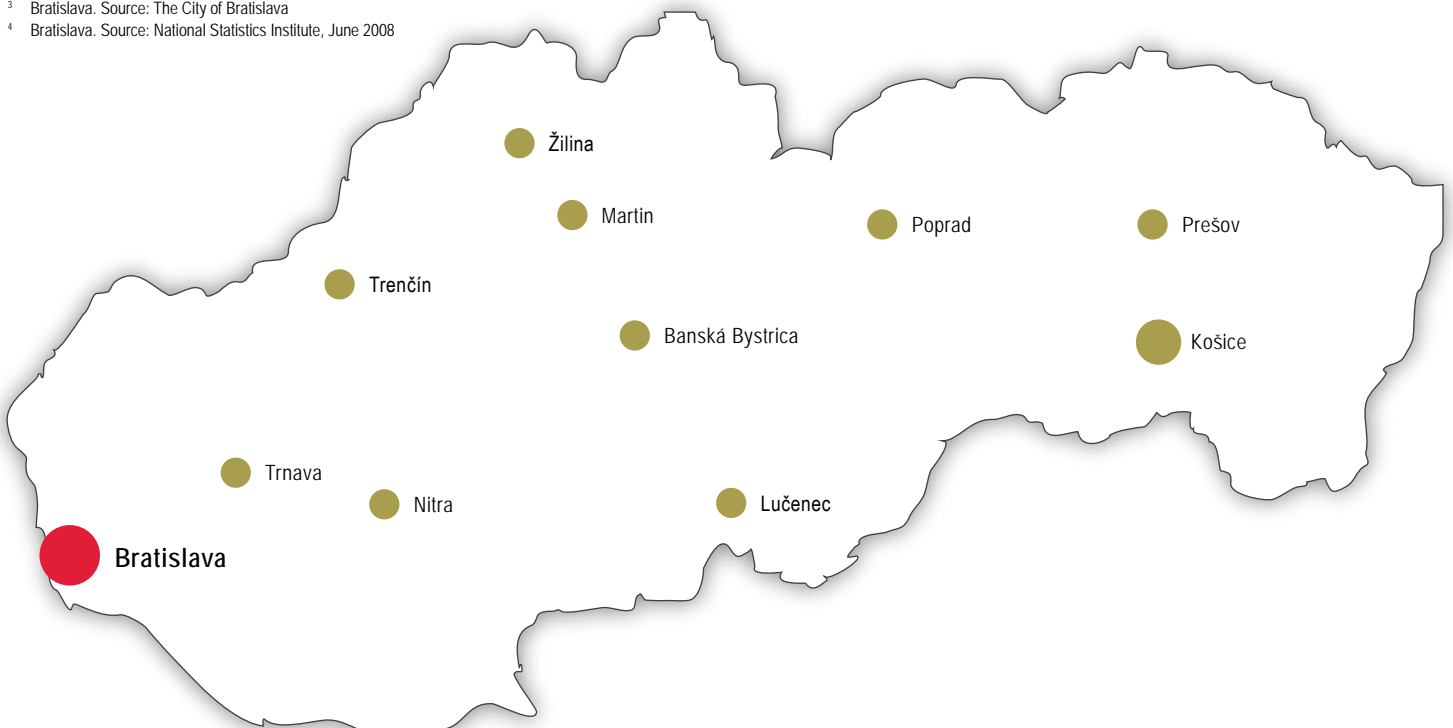 ³ Bratislava. Source: The City of Bratislava
⁴ Bratislava. Source: National Statistics Institute, June 2008
Žilina
Martin
Poprad
Prešov
Trenčín
Banská Bystrica
Košice
Trnava
Nitra
Lučenec
Bratislava